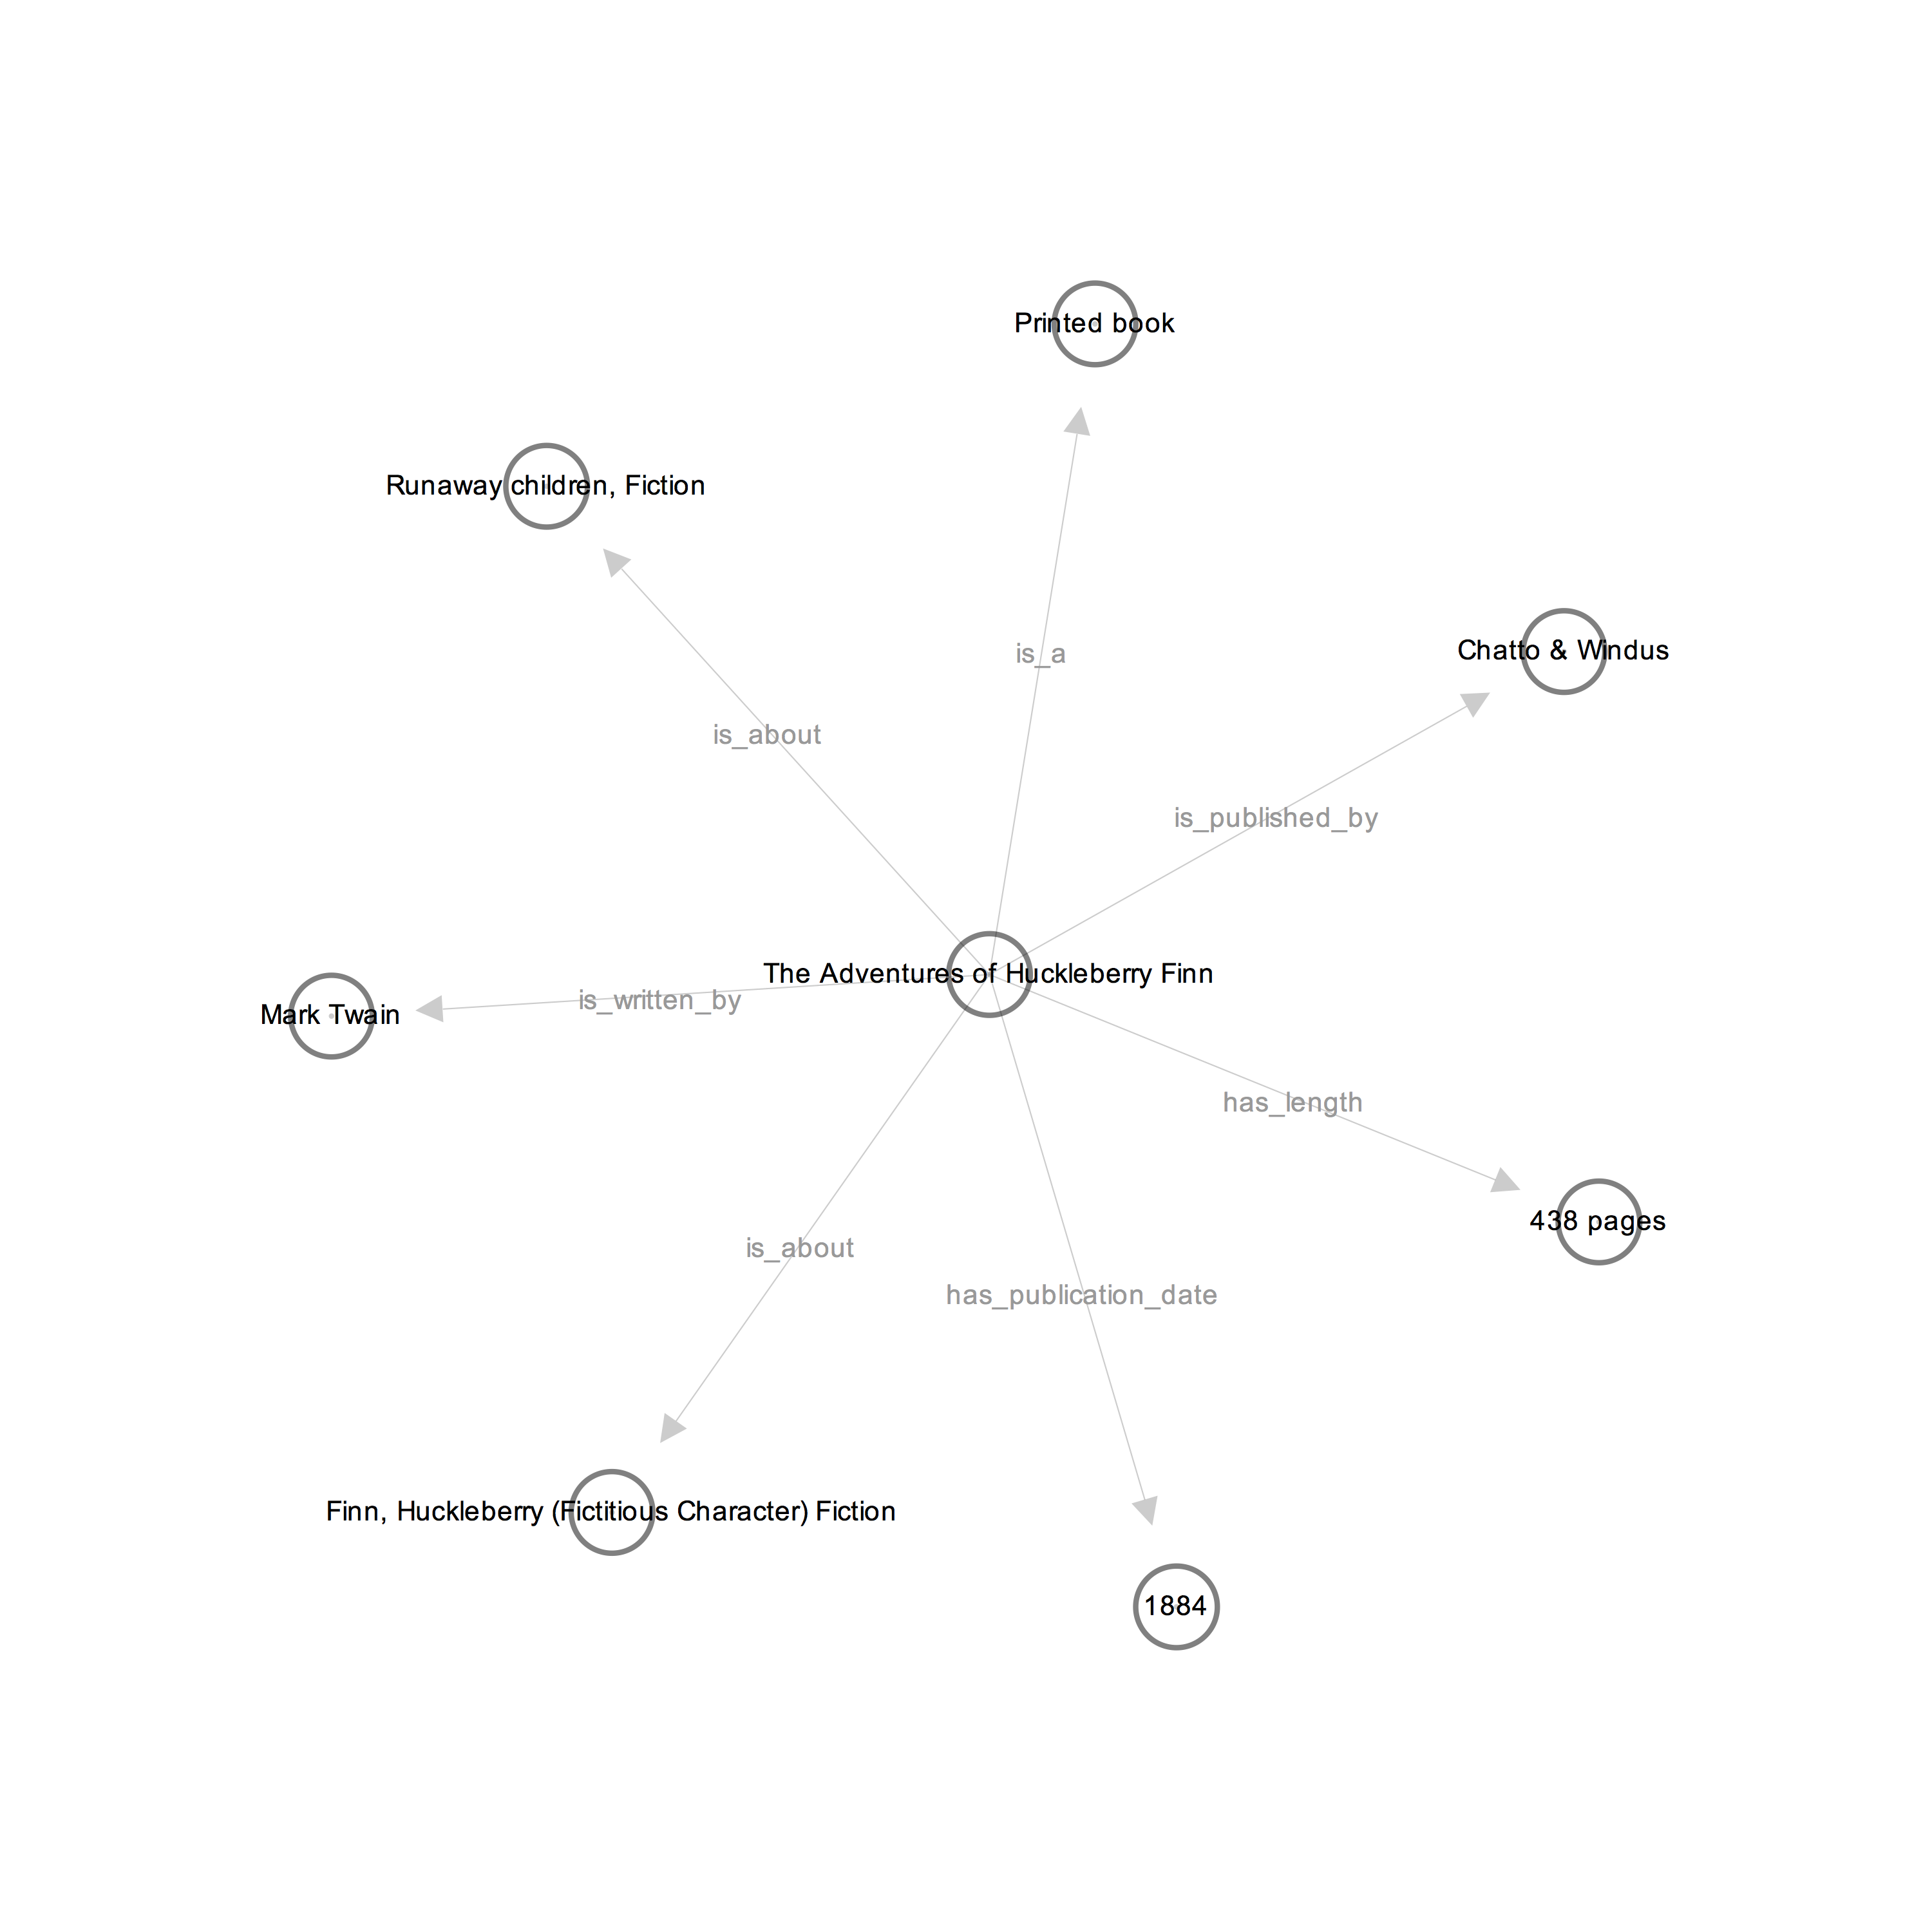 Printed book
Runaway children, Fiction
Chatto & Windus
is_a
is_about
is_published_by
The Adventures of Huckleberry Finn
is_written_by
Mark Twain
has_length
438 pages
is_about
has_publication_date
Finn, Huckleberry (Fictitious Character) Fiction
1884